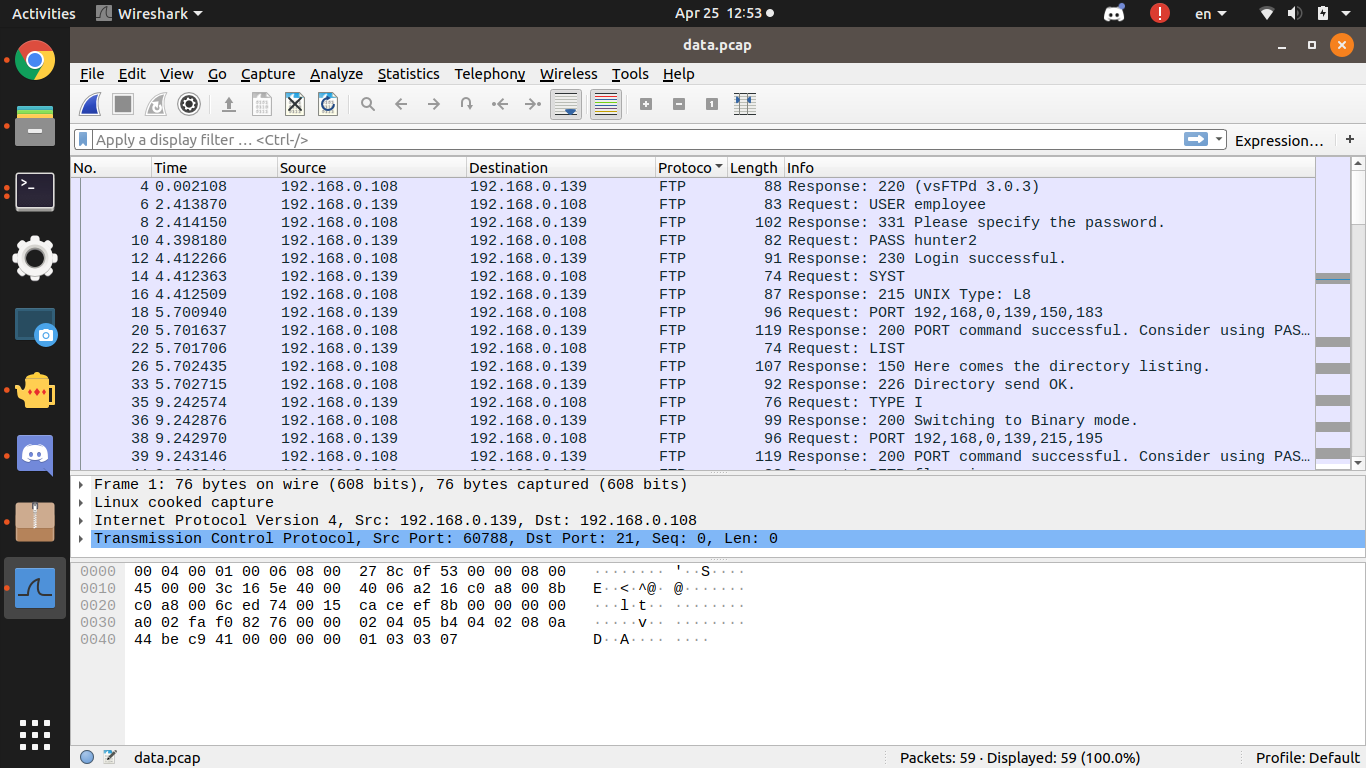 Activities Wireshark Apr 25 12:53 en
data.pcap
File Edit View Go Capture Analyze Statistics Telephony Wireless Tools Help
Apply a display filter … <Ctrl-/> Expression… +
No. Time Source Destination Protoco Length Info
4 0.002108 192.168.0.108 192.168.0.139 FTP 88 Response: 220 (vsFTPd 3.0.3)
6 2.413870 192.168.0.139 192.168.0.108 FTP 83 Request: USER employee
8 2.414150 192.168.0.108 192.168.0.139 FTP 102 Response: 331 Please specify the password.
10 4.398180 192.168.0.139 192.168.0.108 FTP 82 Request: PASS hunter2
12 4.412266 192.168.0.108 192.168.0.139 FTP 91 Response: 230 Login successful.
14 4.412363 192.168.0.139 192.168.0.108 FTP 74 Request: SYST
16 4.412509 192.168.0.108 192.168.0.139 FTP 87 Response: 215 UNIX Type: L8
18 5.700940 192.168.0.139 192.168.0.108 FTP 96 Request: PORT 192,168,0,139,150,183
20 5.701637 192.168.0.108 192.168.0.139 FTP 119 Response: 200 PORT command successful. Consider using PAS…
22 5.701706 192.168.0.139 192.168.0.108 FTP 74 Request: LIST
26 5.702435 192.168.0.108 192.168.0.139 FTP 107 Response: 150 Here comes the directory listing.
33 5.702715 192.168.0.108 192.168.0.139 FTP 92 Response: 226 Directory send OK.
35 9.242574 192.168.0.139 192.168.0.108 FTP 76 Request: TYPE I
36 9.242876 192.168.0.108 192.168.0.139 FTP 99 Response: 200 Switching to Binary mode.
38 9.242970 192.168.0.139 192.168.0.108 FTP 96 Request: PORT 192,168,0,139,215,195
39 9.243146 192.168.0.108 192.168.0.139 FTP 119 Response: 200 PORT command successful. Consider using PAS…
Frame 1: 76 bytes on wire (608 bits), 76 bytes captured (608 bits)
Linux cooked capture
Internet Protocol Version 4, Src: 192.168.0.139, Dst: 192.168.0.108
Transmission Control Protocol, Src Port: 60788, Dst Port: 21, Seq: 0, Len: 0
0000 00 04 00 01 00 06 08 00 27 8c 0f 53 00 00 08 00 ········ '··S····
0010 45 00 00 3c 16 5e 40 00 40 06 a2 16 c0 a8 00 8b E··<·^@· @·······
0020 c0 a8 00 6c ed 74 00 15 ca ce ef 8b 00 00 00 00 ···l·t·· ········
0030 a0 02 fa f0 82 76 00 00 02 04 05 b4 04 02 08 0a ·····v·· ········
0040 44 be c9 41 00 00 00 00 01 03 03 07 D··A···· ····
data.pcap Packets: 59 · Displayed: 59 (100.0%) Profile: Default